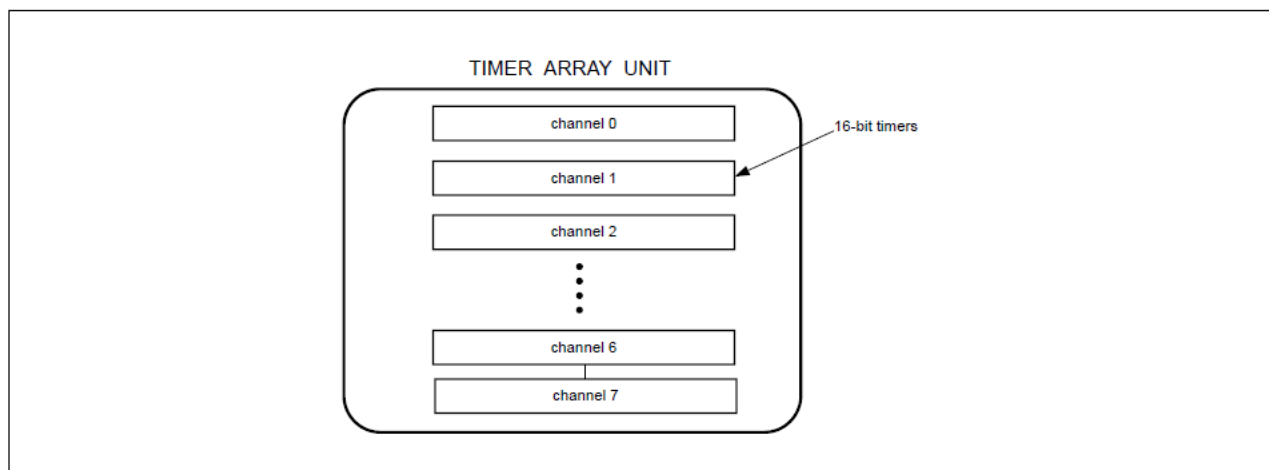 TIMER ARRAY UNIT
channel 0
16-bit timers
channel 1
channel 2
channel 6
channel 7